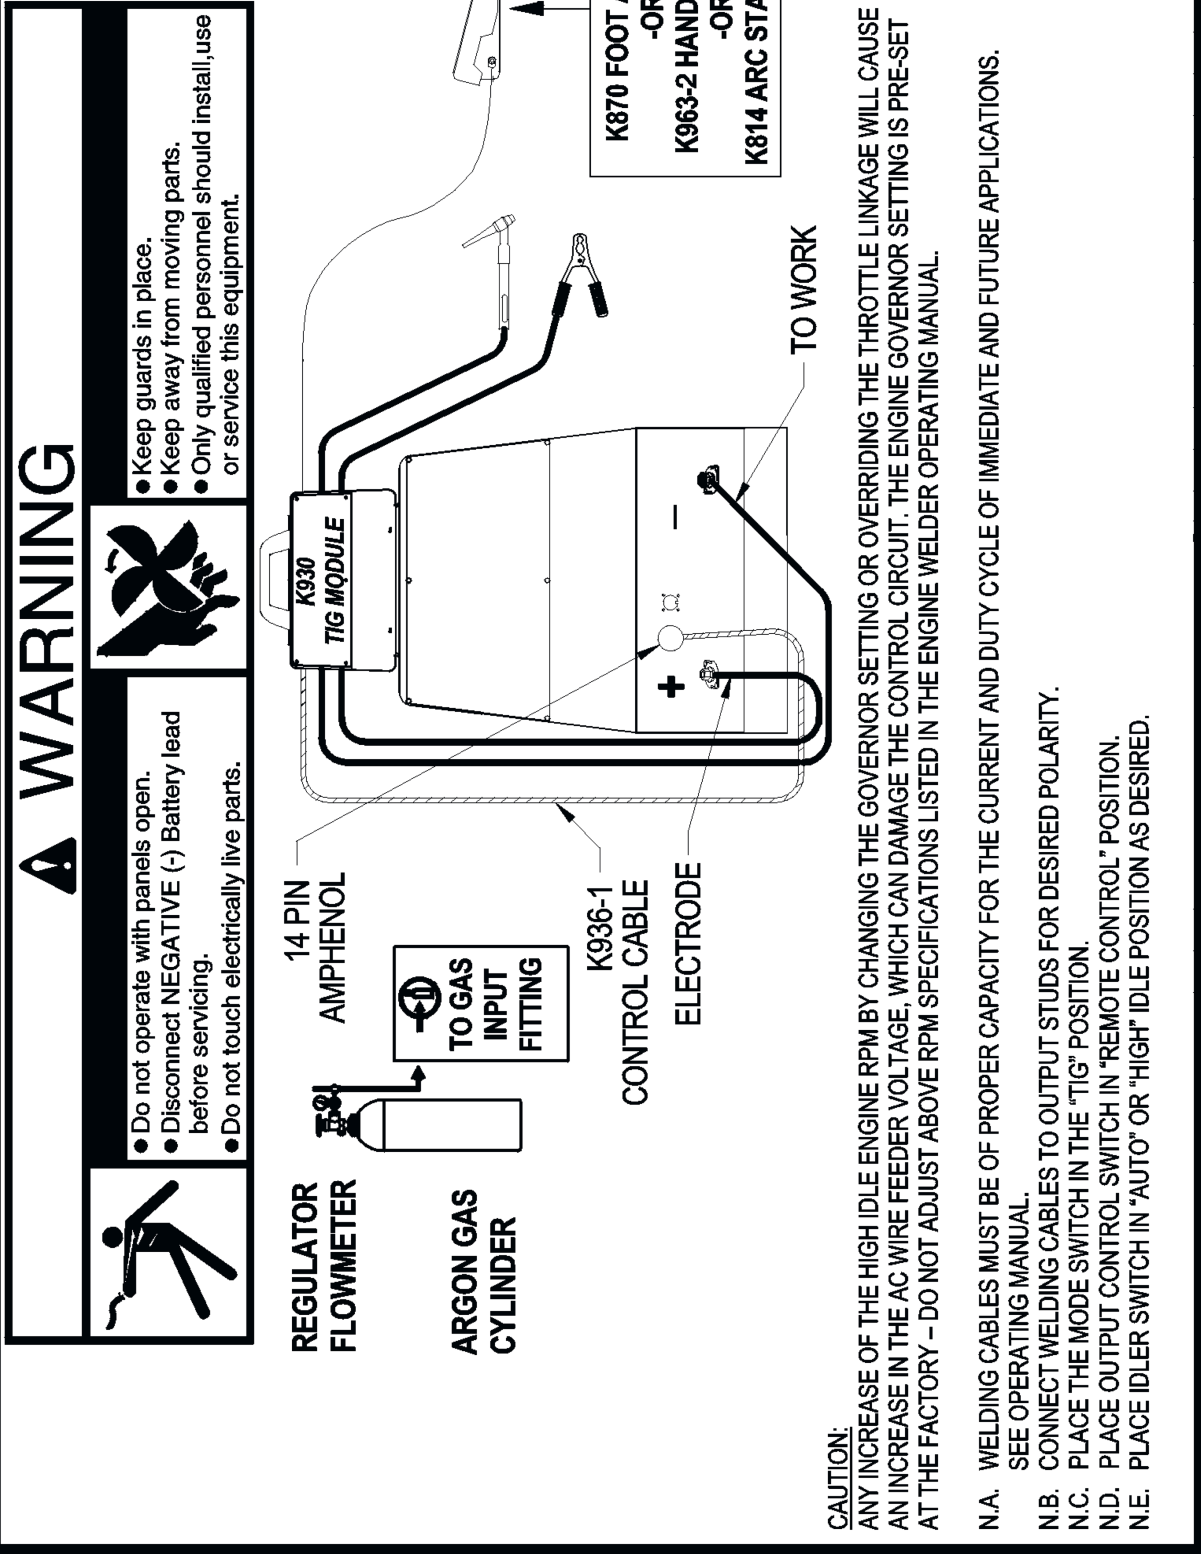 WARNING
● Do not operate with panels open.
● Disconnect NEGATIVE (-) Battery lead
before servicing.
● Do not touch electrically live parts.
● Keep guards in place.
● Keep away from moving parts.
● Only qualified personnel should install,use
or service this equipment.
REGULATOR
FLOWMETER
ARGON GAS
CYLINDER
TO GAS
INPUT
FITTING
14 PIN
AMPHENOL
K936-1
CONTROL CABLE
ELECTRODE
K930
TIG MODULE
+
−
TO WORK
K870 FOOT
-OR
K963-2 HAND
-OR
K814 ARC STA
CAUTION:
ANY INCREASE OF THE HIGH IDLE ENGINE RPM BY CHANGING THE GOVERNOR SETTING OR OVERRIDING THE THROTTLE LINKAGE WILL CAUSE
AN INCREASE IN THE AC WIRE FEEDER VOLTAGE, WHICH CAN DAMAGE THE CONTROL CIRCUIT. THE ENGINE GOVERNOR SETTING IS PRE-SET
AT THE FACTORY – DO NOT ADJUST ABOVE RPM SPECIFICATIONS LISTED IN THE ENGINE WELDER OPERATING MANUAL.
N.A. WELDING CABLES MUST BE OF PROPER CAPACITY FOR THE CURRENT AND DUTY CYCLE OF IMMEDIATE AND FUTURE APPLICATIONS.
SEE OPERATING MANUAL.
N.B. CONNECT WELDING CABLES TO OUTPUT STUDS FOR DESIRED POLARITY.
N.C. PLACE THE MODE SWITCH IN THE “TIG” POSITION.
N.D. PLACE OUTPUT CONTROL SWITCH IN “REMOTE CONTROL” POSITION.
N.E. PLACE IDLER SWITCH IN “AUTO” OR “HIGH” IDLE POSITION AS DESIRED.